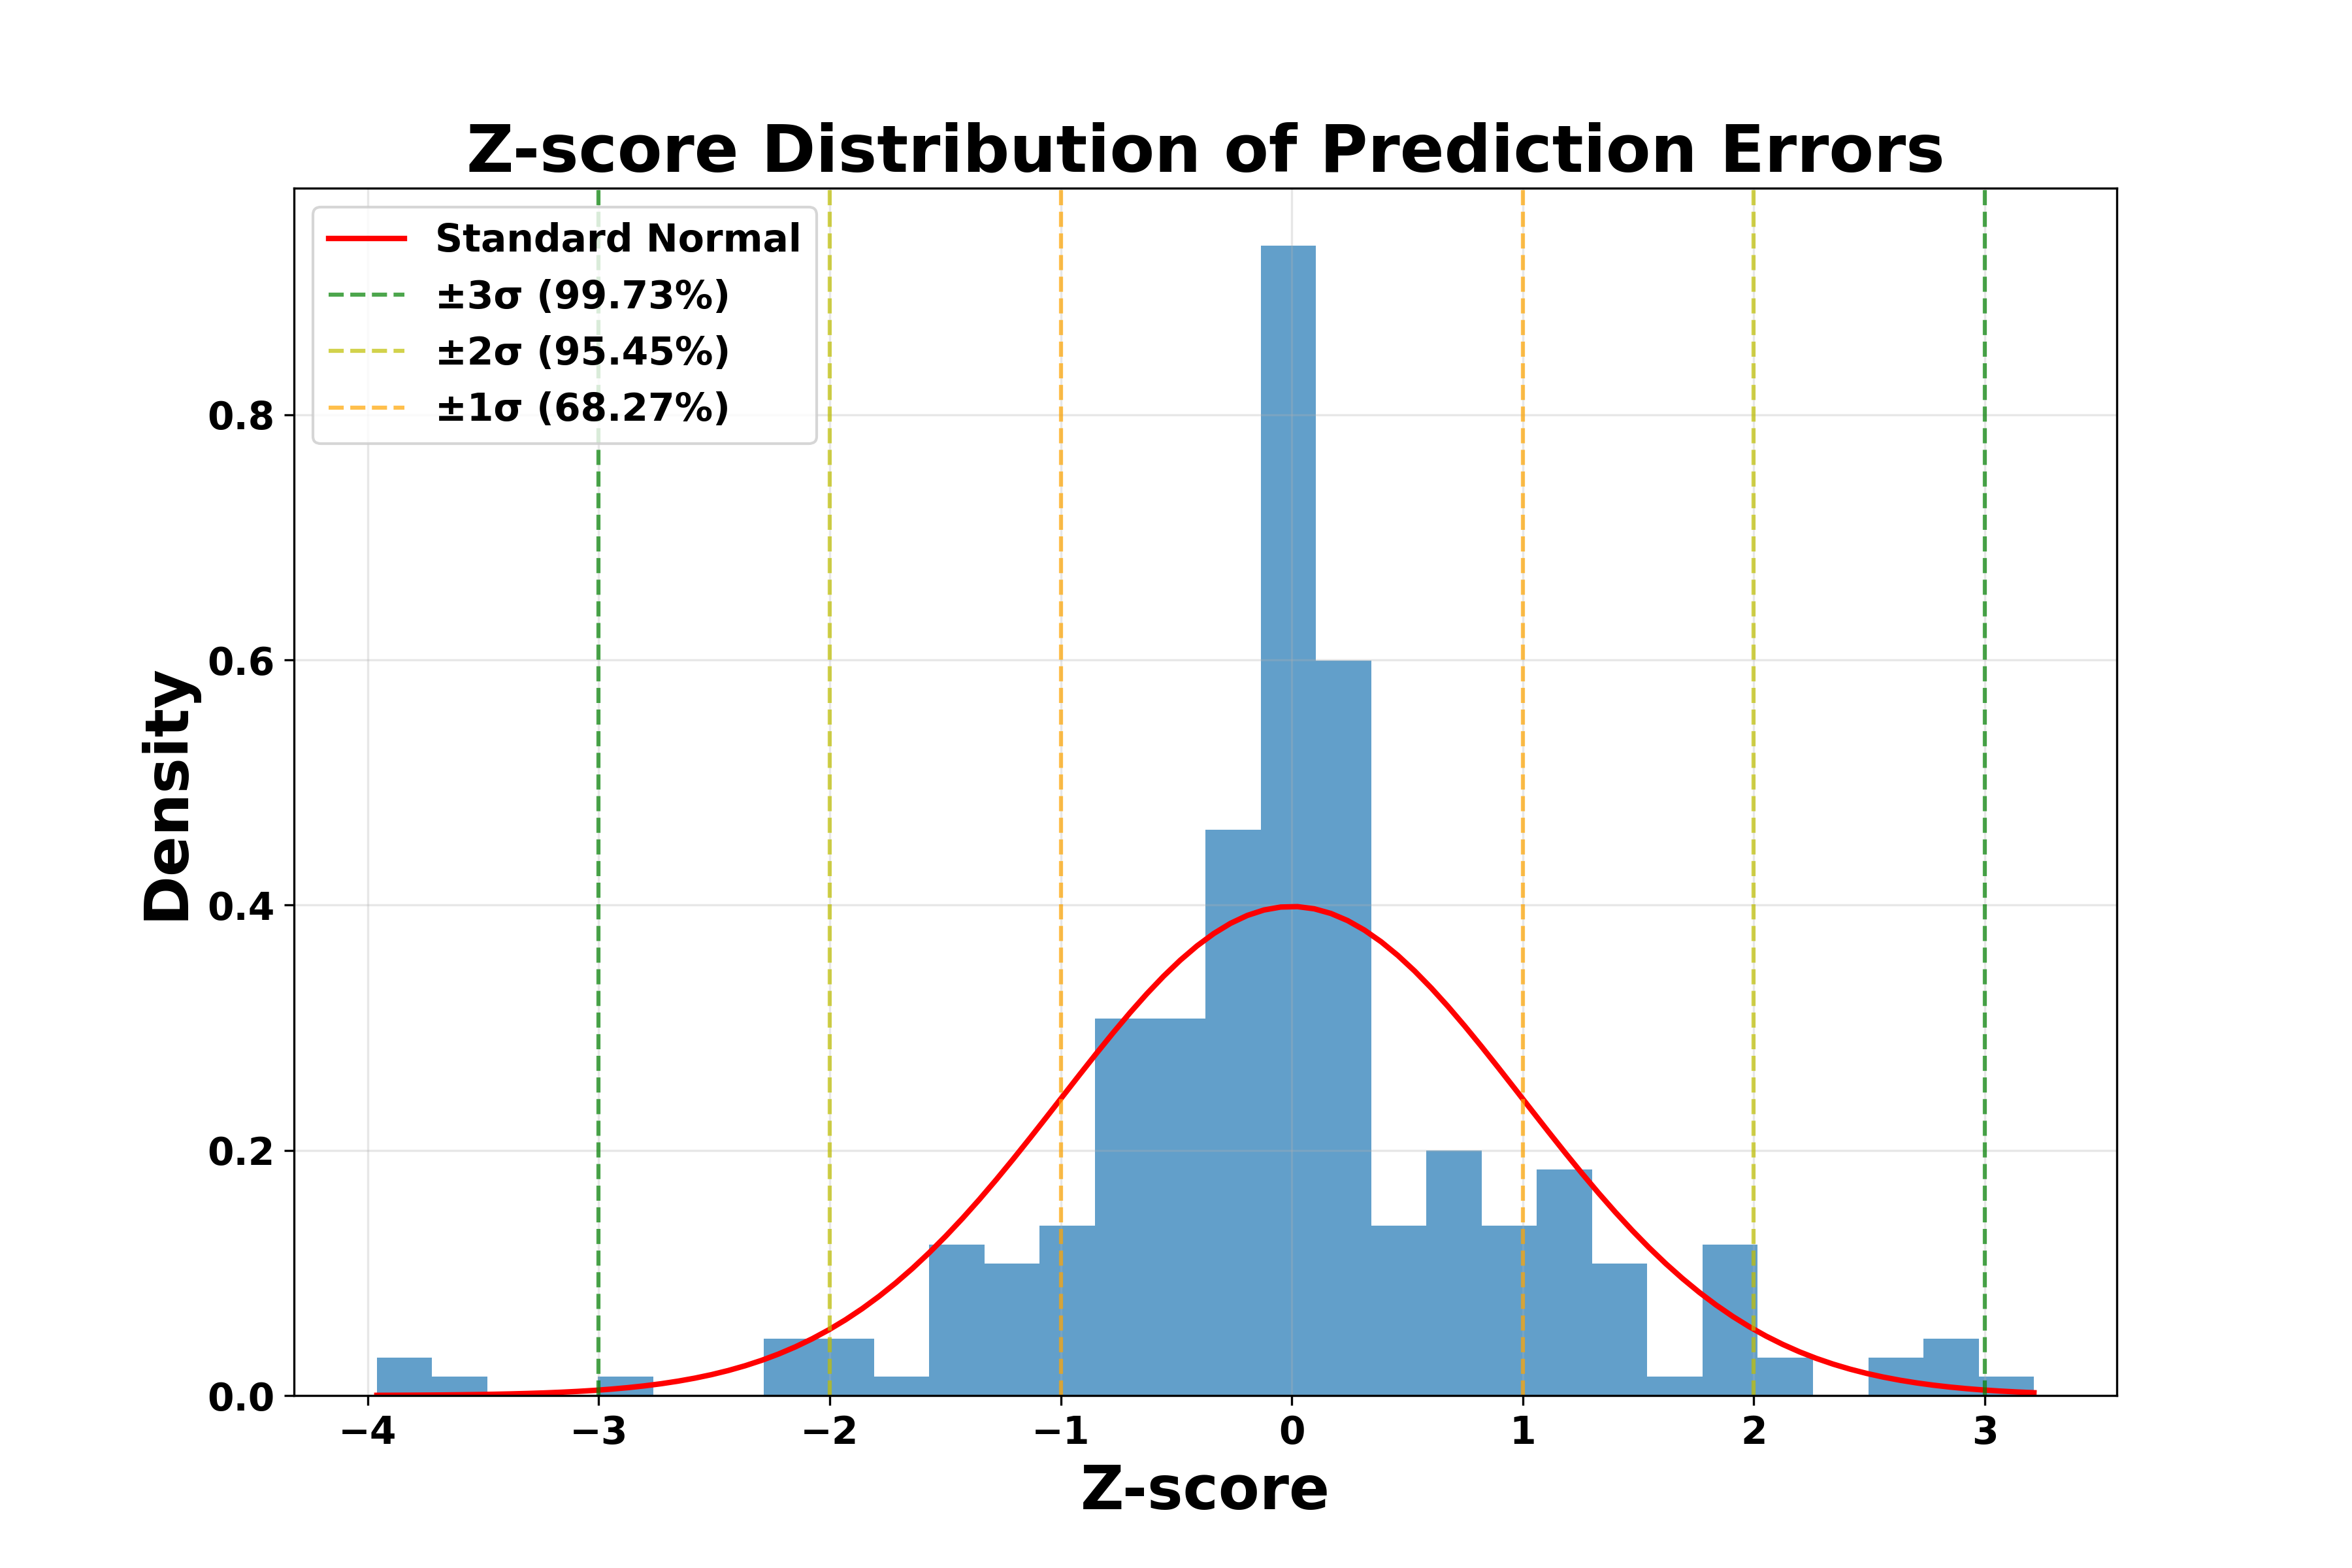 Z-score Distribution of Prediction Errors
Standard Normal
±3σ (99.73%)
±2σ (95.45%)
±1σ (68.27%)
Density
0.8
0.6
0.4
0.2
0.0
−4 −3 −2 −1 0 1 2 3
Z-score